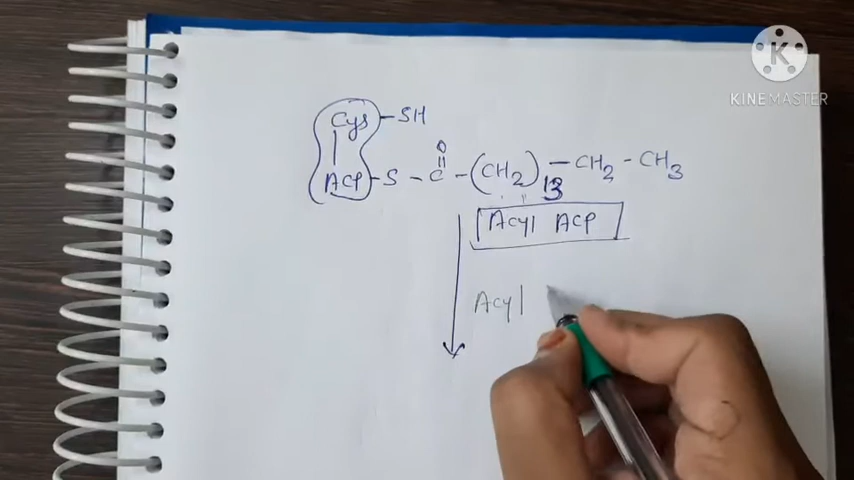 Cys - SH
ACP - S - C - (CH2)13 - CH2 - CH3
O
Acyl ACP
Acyl
K
KINEMASTER